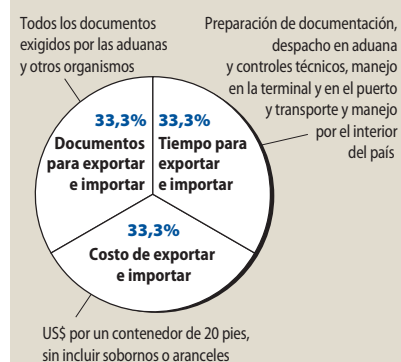 Todos los documentos
exigidos por las aduanas
y otros organismos
Preparación de documentación,
despacho en aduana
y controles técnicos, manejo
en la terminal y en el puerto
y transporte y manejo
por el interior
del país
33,3%
Documentos
para exportar
e importar
33,3%
Tiempo para
exportar
e importar
33,3%
Costo de exportar
e importar
US$ por un contenedor de 20 pies,
sin incluir sobornos o aranceles